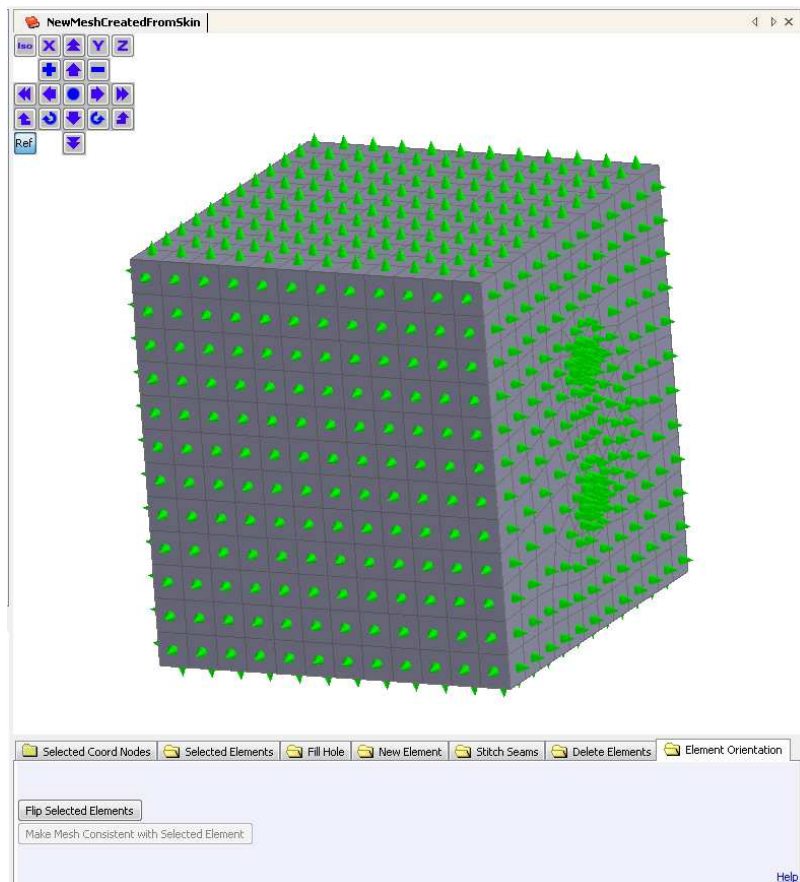 NewMeshCreatedFromSkin
Iso X Y Z
Ref
Selected Coord Nodes Selected Elements Fill Hole New Element Stitch Seams Delete Elements Element Orientation
Flip Selected Elements
Make Mesh Consistent with Selected Element
Help